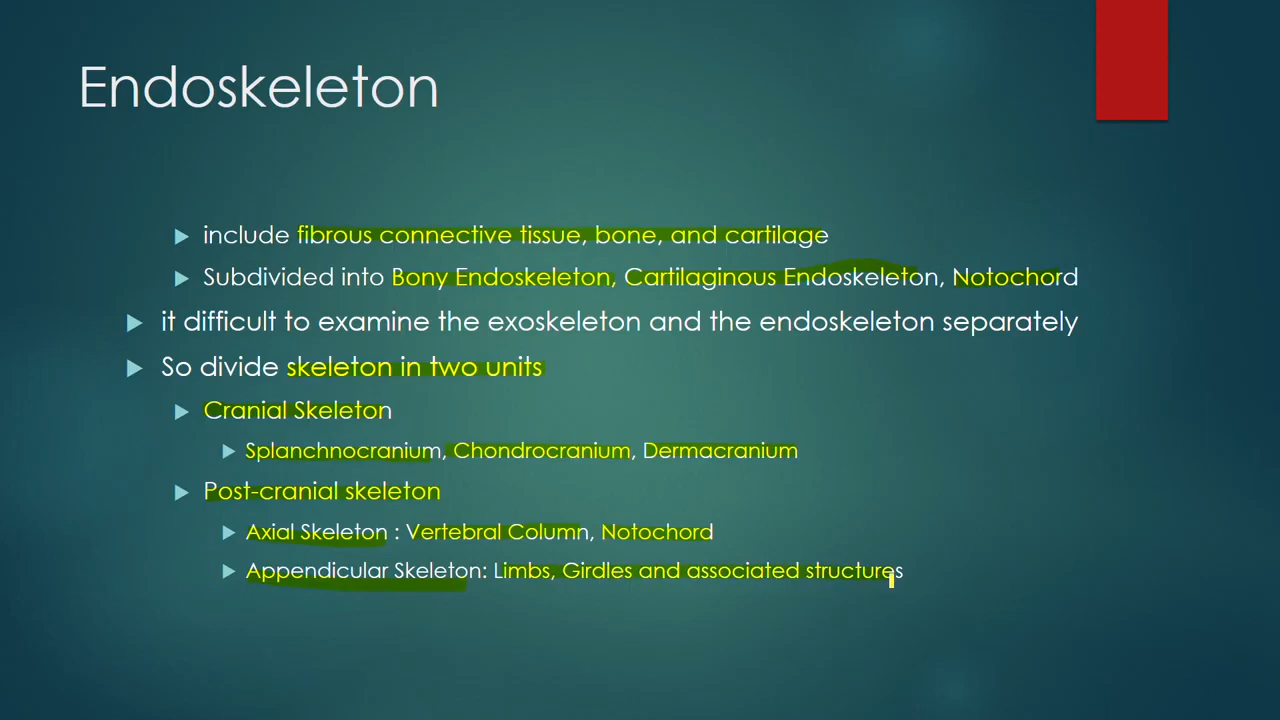 Endoskeleton
include fibrous connective tissue, bone, and cartilage
Subdivided into Bony Endoskeleton, Cartilaginous Endoskeleton, Notochord
it difficult to examine the exoskeleton and the endoskeleton separately
So divide skeleton in two units
Cranial Skeleton
Splanchnocranium, Chondrocranium, Dermacranium
Post-cranial skeleton
Axial Skeleton : Vertebral Column, Notochord
Appendicular Skeleton: Limbs, Girdles and associated structures